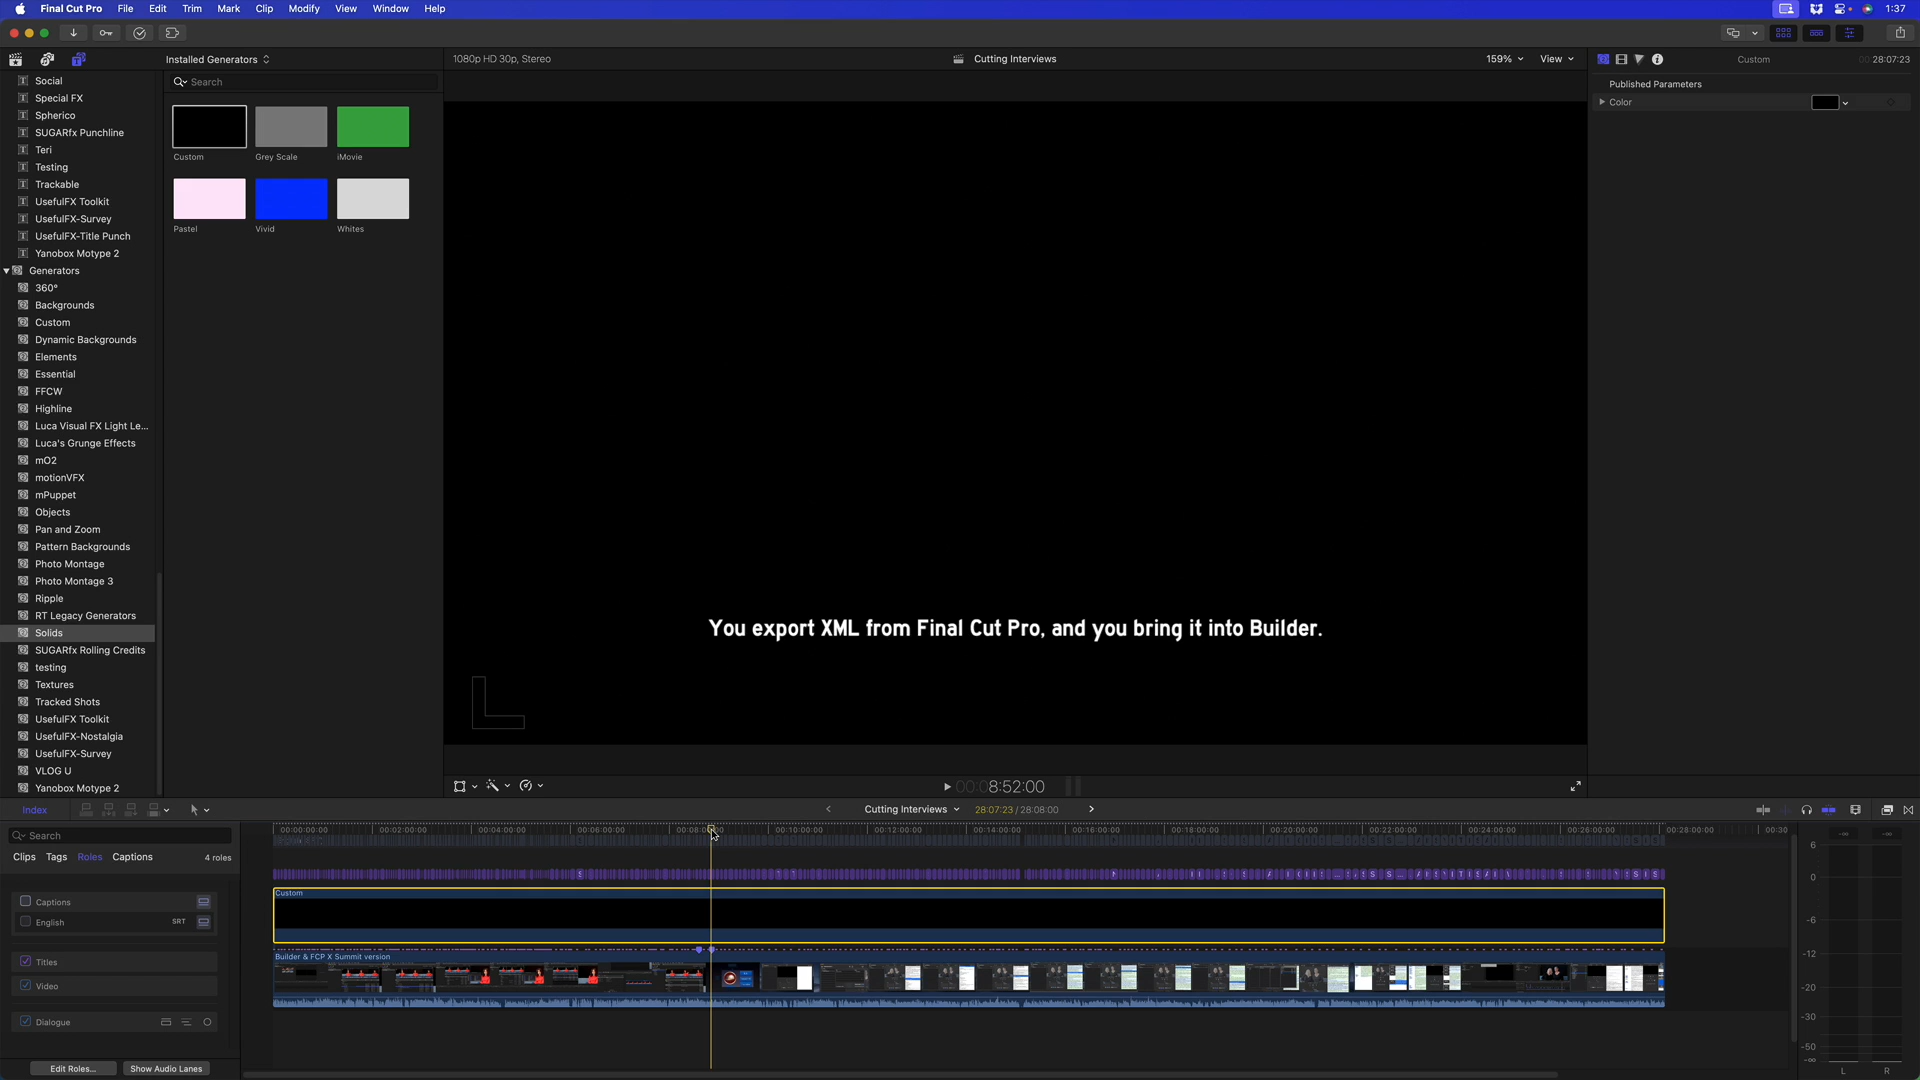 Final Cut Pro File Edit Trim Mark Clip Modify View Window Help 1:37
Installed Generators
1080p HD 30p, Stereo
Cutting Interviews
159%
View
Custom
28:07:23
Search
Published Parameters
Color
Social
Special FX
Spherico
SUGARfx Punchline
Teri
Testing
Trackable
UsefulFX Toolkit
UsefulFX-Survey
UsefulFX-Title Punch
Yanobox Motype 2
Generators
360°
Backgrounds
Custom
Dynamic Backgrounds
Elements
Essential
FFCW
Highline
Luca Visual FX Light Le...
Luca's Grunge Effects
mO2
motionVFX
mPuppet
Objects
Pan and Zoom
Pattern Backgrounds
Photo Montage
Photo Montage 3
Ripple
RT Legacy Generators
Solids
SUGARfx Rolling Credits
testing
Textures
Tracked Shots
UsefulFX Toolkit
UsefulFX-Nostalgia
UsefulFX-Survey
VLOG U
Yanobox Motype 2
Custom
Grey Scale
iMovie
Pastel
Vivid
Whites
You export XML from Final Cut Pro, and you bring it into Builder.
00:08:52:00
Index
Cutting Interviews
28:07:23 / 28:08:00
Search
Clips Tags Roles Captions 4 roles
Captions
English SRT
Titles
Video
Dialogue
Edit Roles...
Show Audio Lanes
00:00:00:00 00:02:00:00 00:04:00:00 00:06:00:00 00:10:00:00 00:12:00:00 00:14:00:00 00:16:00:00 00:18:00:00 00:20:00:00 00:22:00:00 00:24:00:00 00:26:00:00 00:28:00:00 00:30
Custom
Builder & FCP X Summit version
6
0
-6
-12
-20
-30
-50
-∞
L R